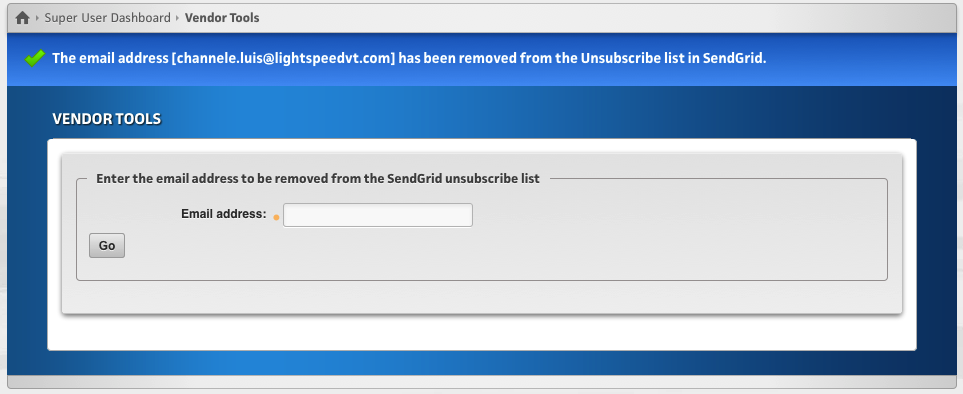 Super User Dashboard › Vendor Tools
The email address [channele.luis@lightspeedvt.com] has been removed from the Unsubscribe list in SendGrid.
VENDOR TOOLS
Enter the email address to be removed from the SendGrid unsubscribe list
Email address:
Go